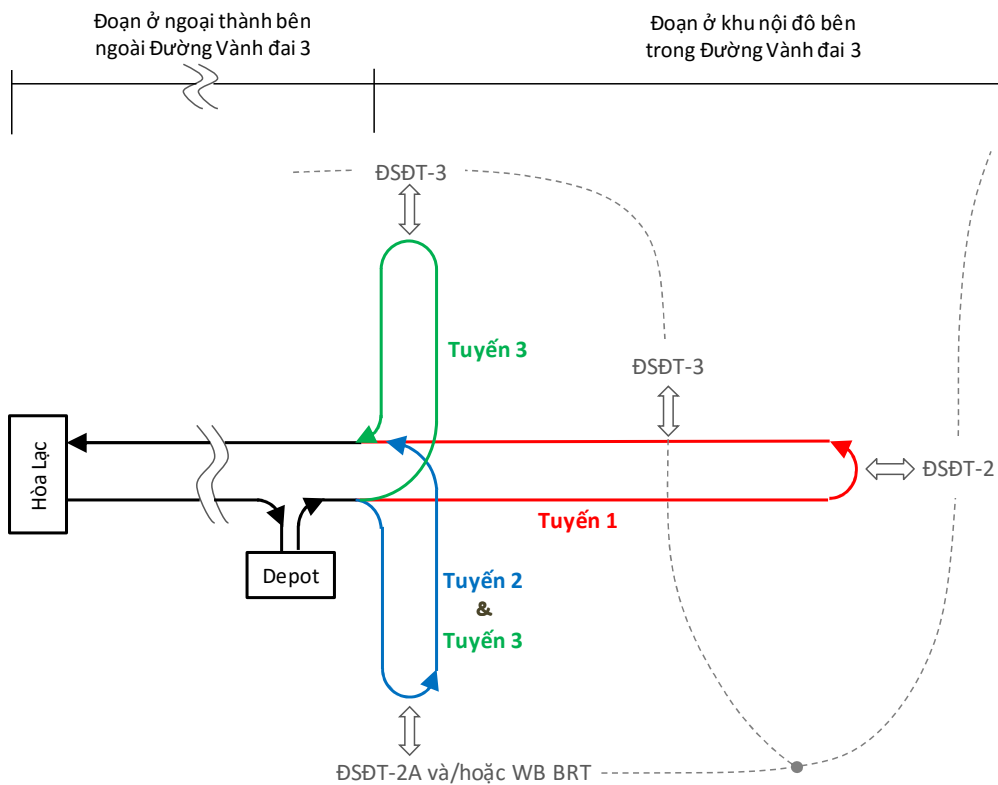 Đoạn ở ngoại thành bên
ngoài Đường Vành đai 3
Đoạn ở khu nội đô bên
trong Đường Vành đai 3
ĐSĐT-3
Tuyến 3
ĐSĐT-3
Hòa Lạc
ĐSĐT-2
Tuyến 1
Depot
Tuyến 2
&
Tuyến 3
ĐSĐT-2A và/hoặc WB BRT